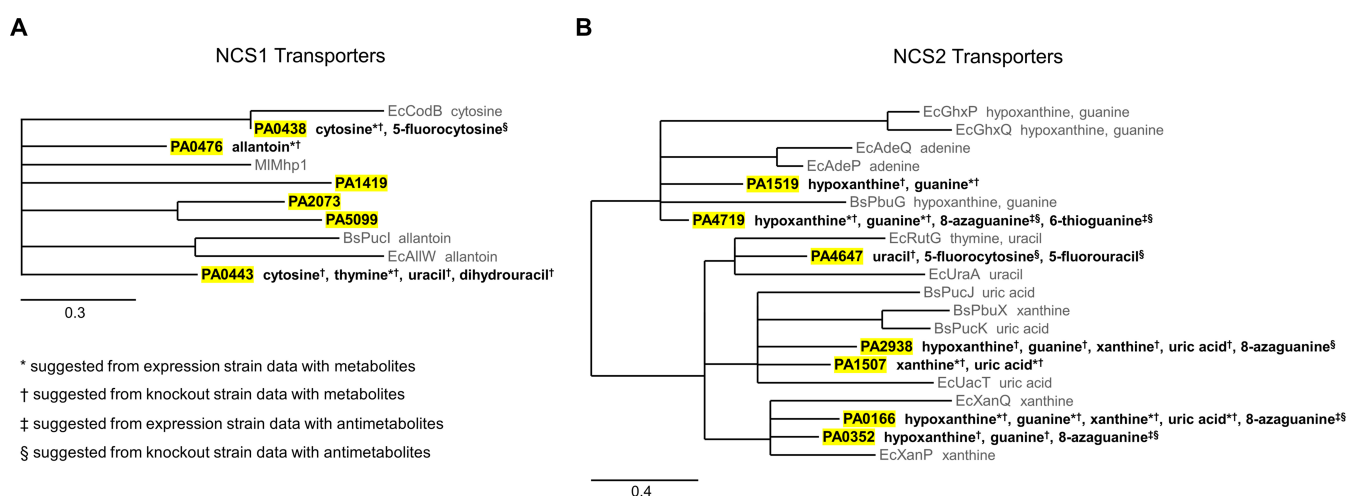 A
NCS1 Transporters
EcCodB cytosine
PA0438 cytosine*†, 5-fluorocytosine§
PA0476 allantoin*†
MlMhp1
PA1419
PA2073
PA5099
BsPucI allantoin
EcAllW allantoin
PA0443 cytosine†, thymine*†, uracil†, dihydrouracil†
0.3
* suggested from expression strain data with metabolites
† suggested from knockout strain data with metabolites
‡ suggested from expression strain data with antimetabolites
§ suggested from knockout strain data with antimetabolites
B
NCS2 Transporters
EcGhxP hypoxanthine, guanine
EcGhxQ hypoxanthine, guanine
EcAdeQ adenine
EcAdeP adenine
PA1519 hypoxanthine†, guanine*†
BsPbuG hypoxanthine, guanine
PA4719 hypoxanthine*†, guanine*†, 8-azaguanine‡§, 6-thioguanine‡§
EcRutG thymine, uracil
PA4647 uracil†, 5-fluorocytosine§, 5-fluorouracil§
EcUraA uracil
BsPucJ uric acid
BsPbuX xanthine
BsPucK uric acid
PA2938 hypoxanthine†, guanine†, xanthine†, uric acid†, 8-azaguanine§
PA1507 xanthine*†, uric acid*†
EcUacT uric acid
EcXanQ xanthine
PA0166 hypoxanthine*†, guanine*†, xanthine*†, uric acid*†, 8-azaguanine‡§
PA0352 hypoxanthine†, guanine†, 8-azaguanine‡§
EcXanP xanthine
0.4